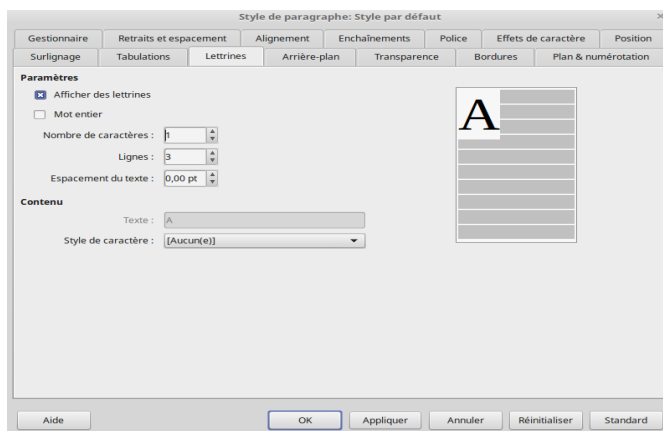 Style de paragraphe: Style par défaut
Gestionnaire Retraits et espacement Alignement Enchaînements Police Effets de caractère Position
Surlignage Tabulations Lettrines Arrière-plan Transparence Bordures Plan & numérotation
Paramètres
Afficher des lettrines
Mot entier
Nombre de caractères : 1
Lignes : 3
Espacement du texte : 0,00 pt
A
Contenu
Texte : A
Style de caractère : [Aucun(e)]
Aide OK Appliquer Annuler Réinitialiser Standard